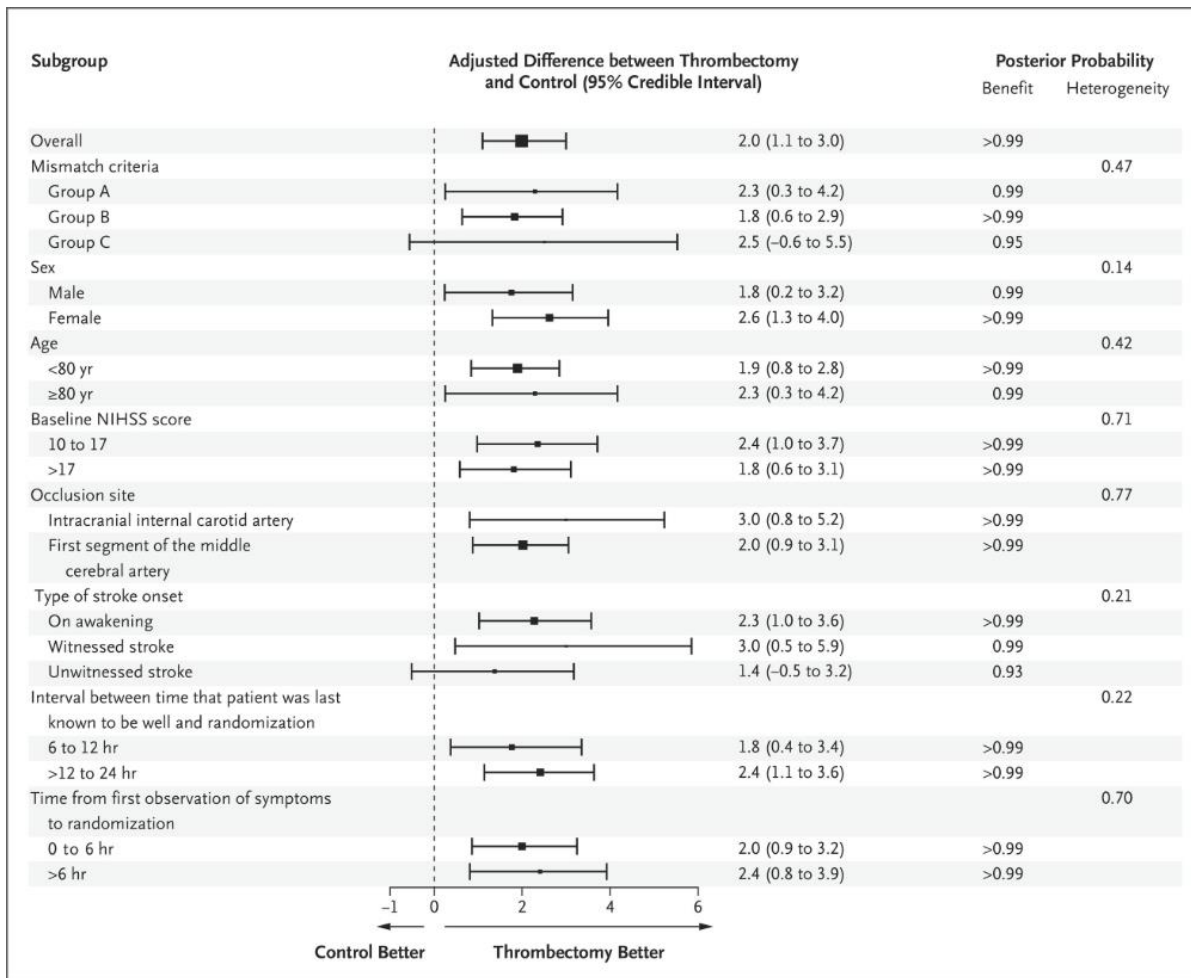 Subgroup Adjusted Difference between Thrombectomy Posterior Probability
and Control (95% Credible Interval) Benefit Heterogeneity
Overall 2.0 (1.1 to 3.0) >0.99
Mismatch criteria 0.47
Group A 2.3 (0.3 to 4.2) 0.99
Group B 1.8 (0.6 to 2.9) >0.99
Group C 2.5 (–0.6 to 5.5) 0.95
Sex 0.14
Male 1.8 (0.2 to 3.2) 0.99
Female 2.6 (1.3 to 4.0) >0.99
Age 0.42
<80 yr 1.9 (0.8 to 2.8) >0.99
≥80 yr 2.3 (0.3 to 4.2) 0.99
Baseline NIHSS score 0.71
10 to 17 2.4 (1.0 to 3.7) >0.99
>17 1.8 (0.6 to 3.1) >0.99
Occlusion site 0.77
Intracranial internal carotid artery 3.0 (0.8 to 5.2) >0.99
First segment of the middle 2.0 (0.9 to 3.1) >0.99
cerebral artery
Type of stroke onset 0.21
On awakening 2.3 (1.0 to 3.6) >0.99
Witnessed stroke 3.0 (0.5 to 5.9) 0.99
Unwitnessed stroke 1.4 (–0.5 to 3.2) 0.93
Interval between time that patient was last 0.22
known to be well and randomization
6 to 12 hr 1.8 (0.4 to 3.4) >0.99
>12 to 24 hr 2.4 (1.1 to 3.6) >0.99
Time from first observation of symptoms 0.70
to randomization
0 to 6 hr 2.0 (0.9 to 3.2) >0.99
>6 hr 2.4 (0.8 to 3.9) >0.99
–1 0 2 4 6
Control Better Thrombectomy Better